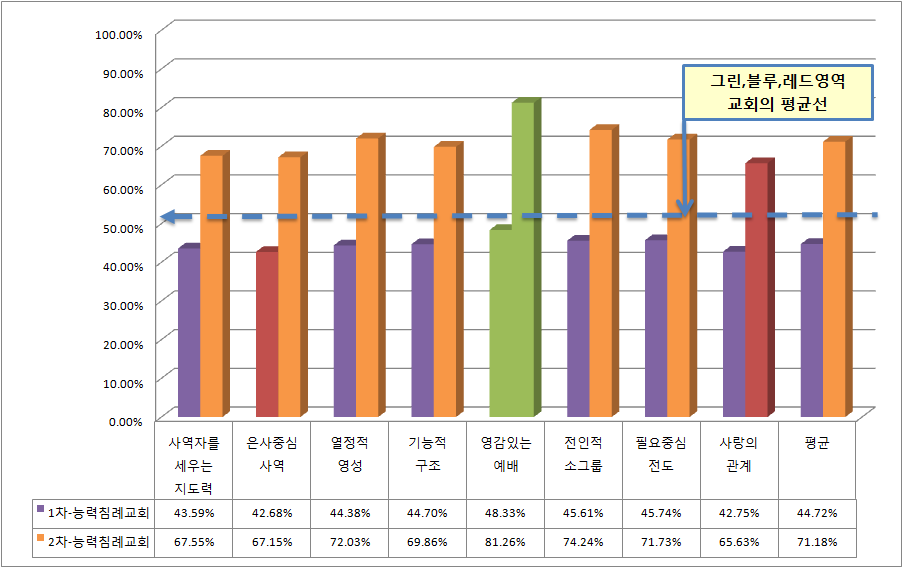 100.00%
90.00%
80.00%
70.00%
60.00%
50.00%
40.00%
30.00%
20.00%
10.00%
0.00%
그린,블루,레드영역
교회의 평균선
사역자를 세우는 지도력
은사중심 사역
열정적 영성
기능적 구조
영감있는 예배
전인적 소그룹
필요중심 전도
사랑의 관계
평균
1차-능력침례교회 43.59% 42.68% 44.38% 44.70% 48.33% 45.61% 45.74% 42.75% 44.72%
2차-능력침례교회 67.55% 67.15% 72.03% 69.86% 81.26% 74.24% 71.73% 65.63% 71.18%